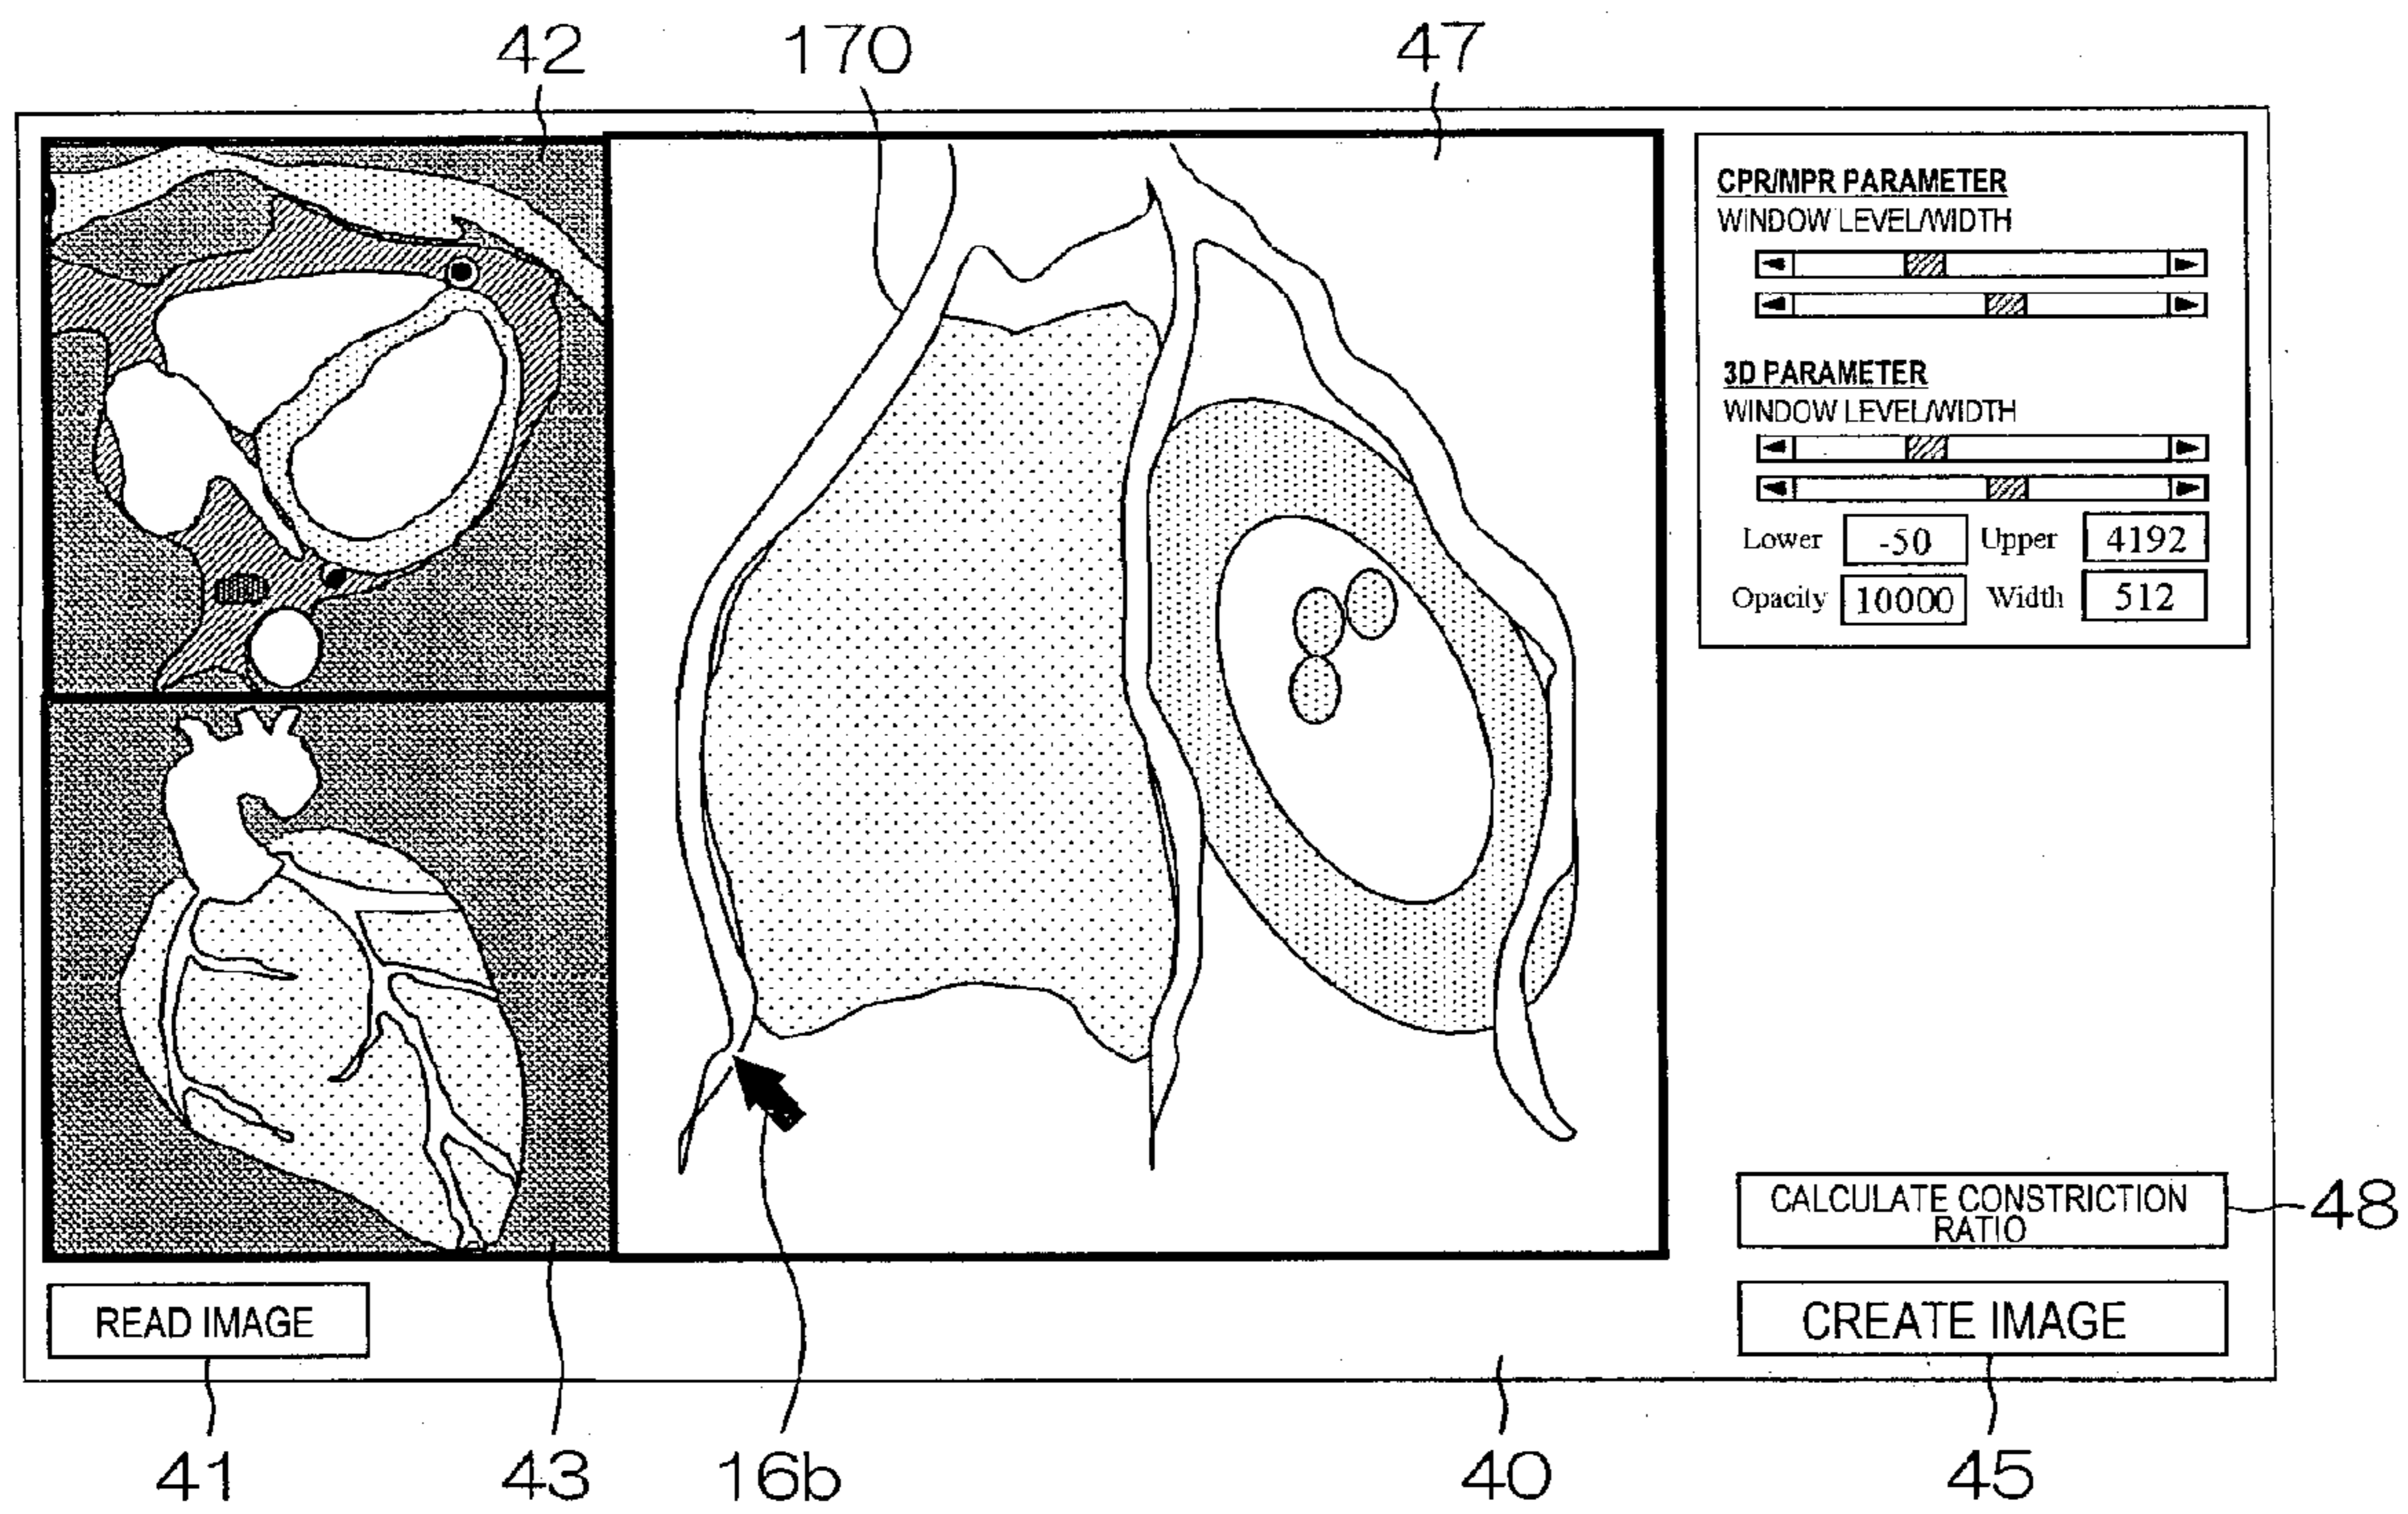 42 170 47
CPR/MPR PARAMETER
WINDOW LEVEL/WIDTH
3D PARAMETER
WINDOW LEVEL/WIDTH
Lower -50 Upper 4192
Opacity 10000 Width 512
CALCULATE CONSTRICTION
RATIO
48
READ IMAGE
CREATE IMAGE
41 43 16b 40 45